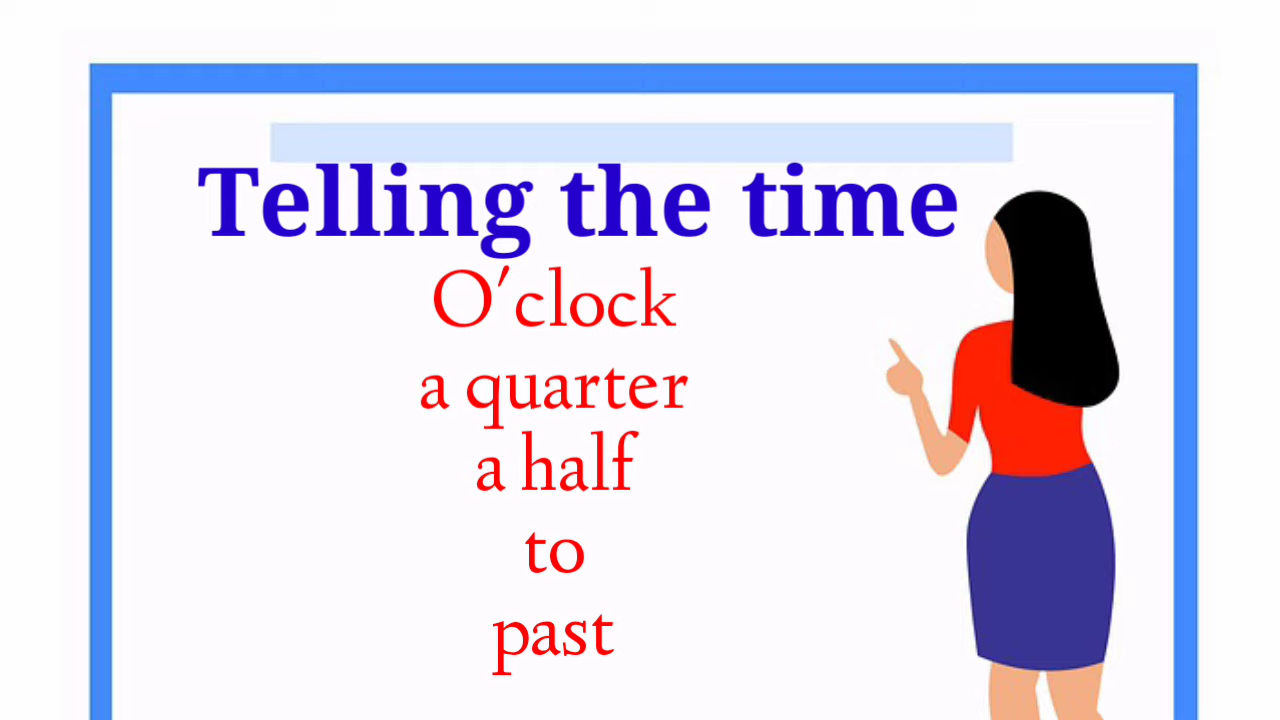 Telling the time
O'clock
a quarter
a half
to
past